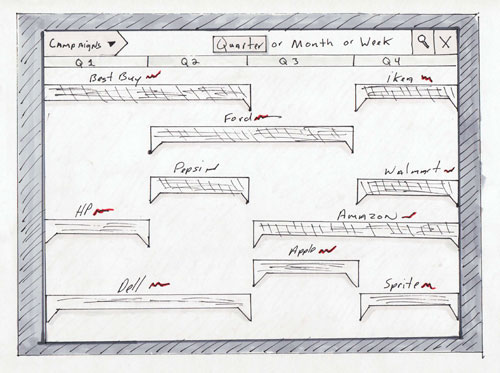 Campaigns Quarter or Month or Week X
Q1 Q2 Q3 Q4
Best Buy ikea
Ford
Pepsi Walmart
HP Amazon
Apple
Dell Sprite